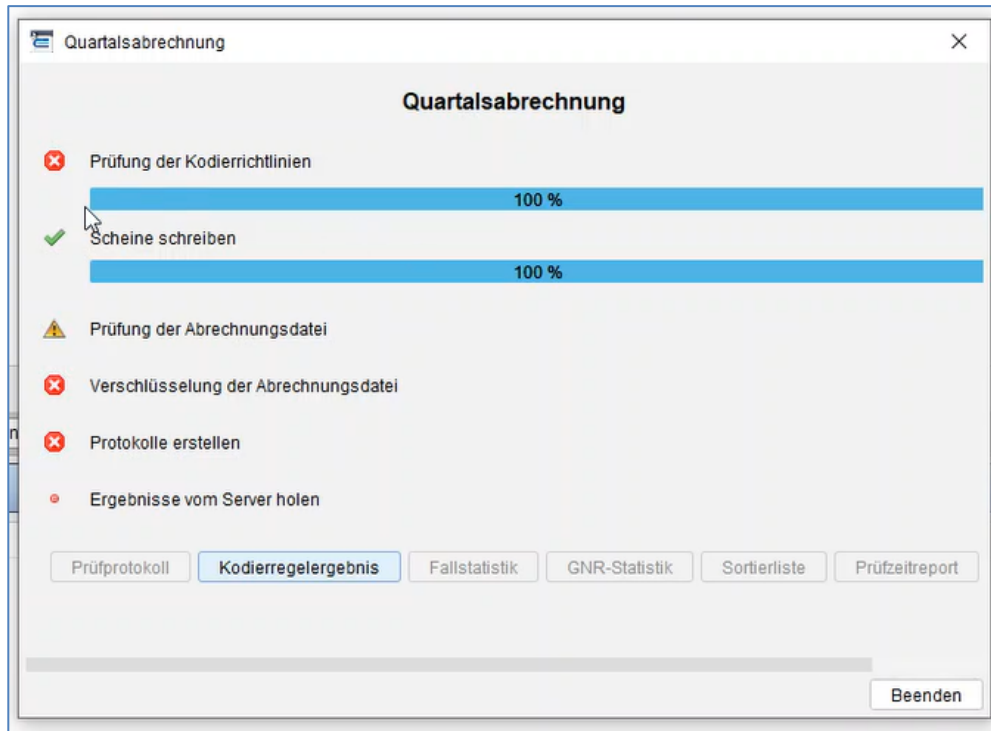 Quartalsabrechnung
Quartalsabrechnung
Prüfung der Kodierrichtlinien
100 %
Scheine schreiben
100 %
Prüfung der Abrechnungsdatei
Verschlüsselung der Abrechnungsdatei
n
Protokolle erstellen
Ergebnisse vom Server holen
Prüfprotokoll Kodierregelergebnis Fallstatistik GNR-Statistik Sortierliste Prüfzeitreport
Beenden